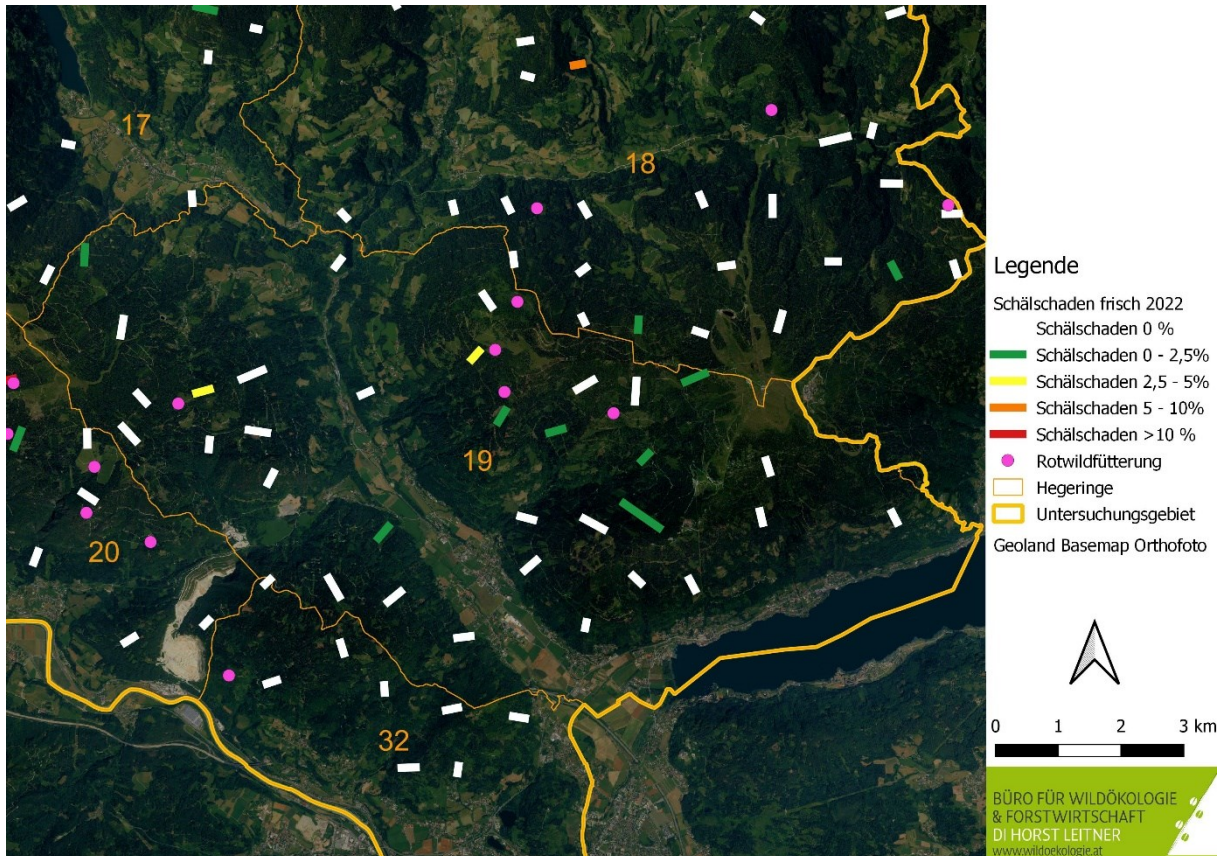 17
18
19
20
32
Legende
Schälschaden frisch 2022
Schälschaden 0 %
Schälschaden 0 - 2,5%
Schälschaden 2,5 - 5%
Schälschaden 5 - 10%
Schälschaden >10 %
Rotwildfütterung
Hegeringe
Untersuchungsgebiet
Geoland Basemap Orthofoto
0 1 2 3 km
BÜRO FÜR WILDÖKOLOGIE
& FORSTWIRTSCHAFT
DI HORST LEITNER
www.wildoekologie.at